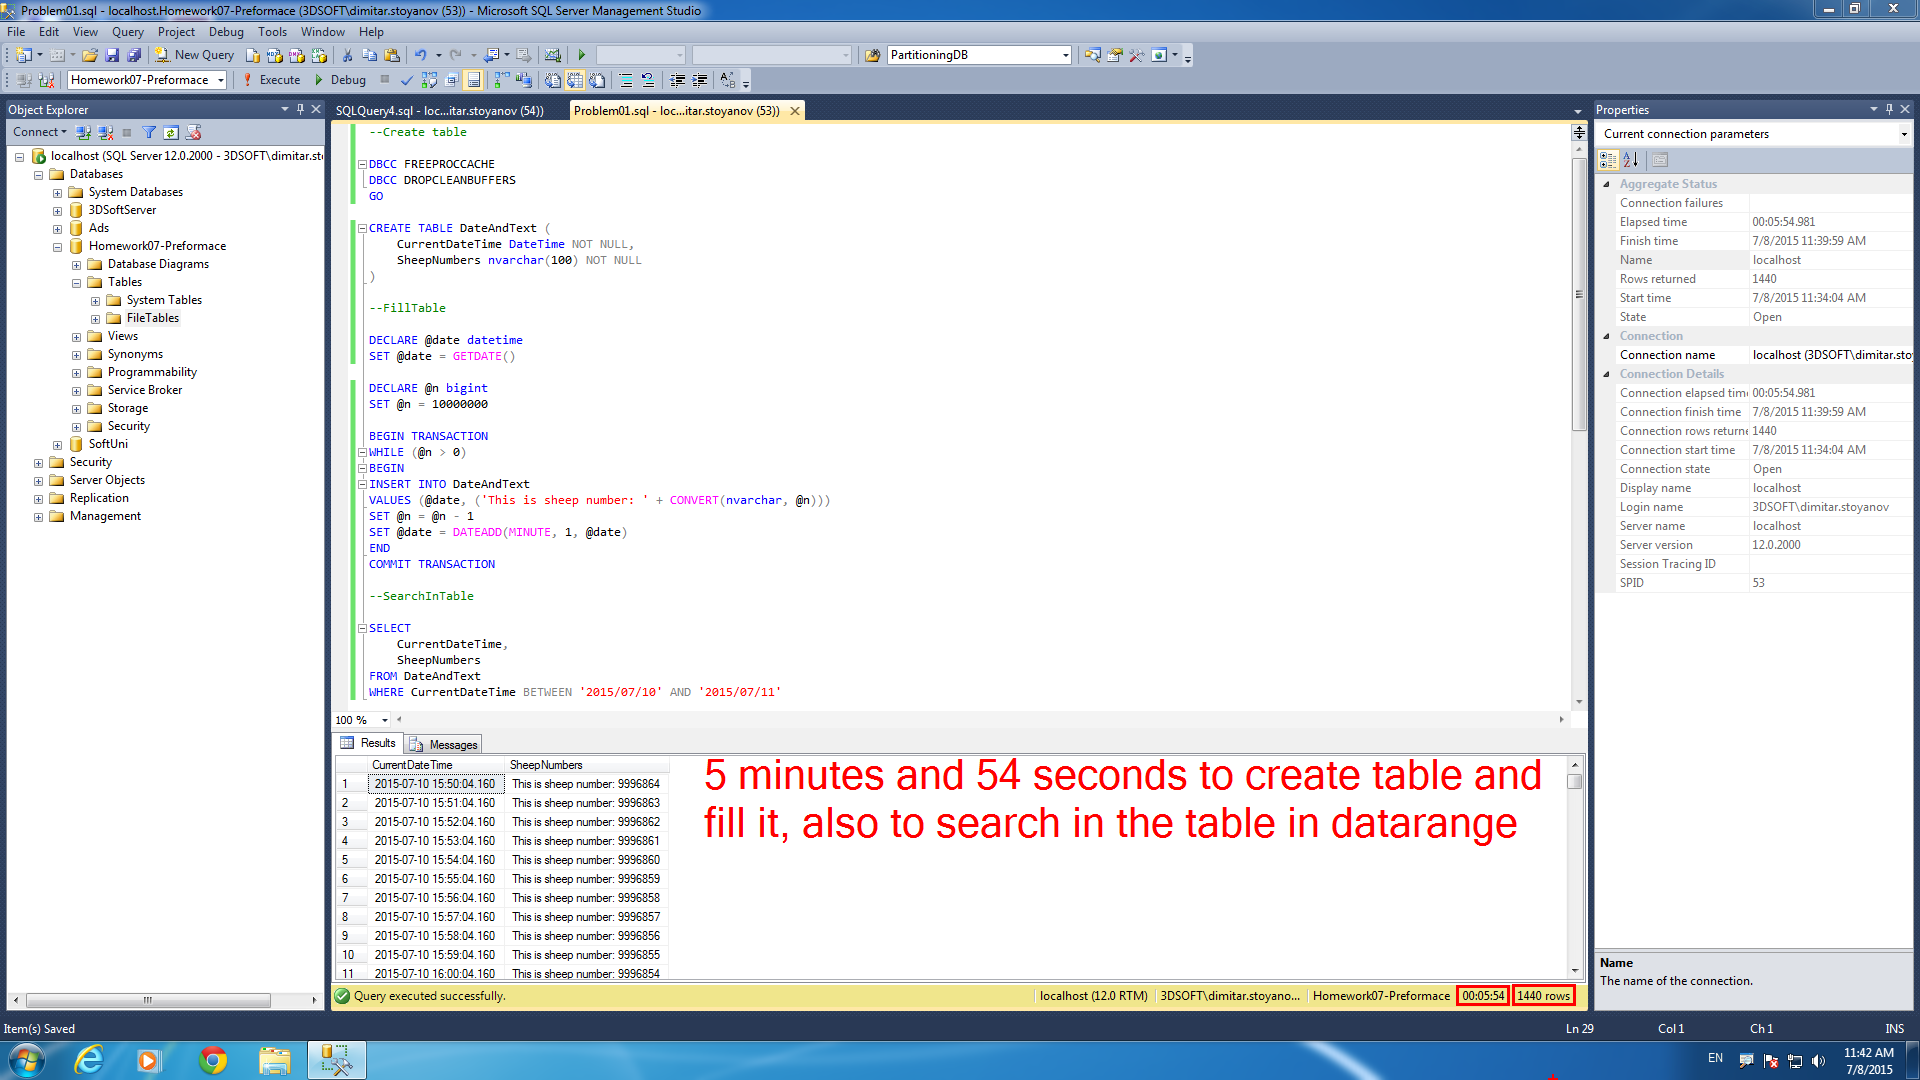 Problem01.sql - localhost.Homework07-Preformace (3DSOFT\dimitar.stoyanov (53)) - Microsoft SQL Server Management Studio
File Edit View Query Project Debug Tools Window Help
New Query PartitioningDB
Homework07-Preformace Execute Debug
Object Explorer
Connect
localhost (SQL Server 12.0.2000 - 3DSOFT\dimitar.st
Databases
System Databases
3DSoftServer
Ads
Homework07-Preformace
Database Diagrams
Tables
System Tables
FileTables
Views
Synonyms
Programmability
Service Broker
Storage
Security
SoftUni
Security
Server Objects
Replication
Management
SQLQuery4.sql - loc...itar.stoyanov (54)) Problem01.sql - loc...itar.stoyanov (53))
--Create table
DBCC FREEPROCCACHE
DBCC DROPCLEANBUFFERS
GO
CREATE TABLE DateAndText (
CurrentDateTime DateTime NOT NULL,
SheepNumbers nvarchar(100) NOT NULL
)
--FillTable
DECLARE @date datetime
SET @date = GETDATE()
DECLARE @n bigint
SET @n = 10000000
BEGIN TRANSACTION
WHILE (@n > 0)
BEGIN
INSERT INTO DateAndText
VALUES (@date, ('This is sheep number: ' + CONVERT(nvarchar, @n)))
SET @n = @n - 1
SET @date = DATEADD(MINUTE, 1, @date)
END
COMMIT TRANSACTION
--SearchInTable
SELECT
CurrentDateTime,
SheepNumbers
FROM DateAndText
WHERE CurrentDateTime BETWEEN '2015/07/10' AND '2015/07/11'
100 %
Results Messages
CurrentDateTime SheepNumbers
1 2015-07-10 15:50:04.160 This is sheep number: 9996864
2 2015-07-10 15:51:04.160 This is sheep number: 9996863
3 2015-07-10 15:52:04.160 This is sheep number: 9996862
4 2015-07-10 15:53:04.160 This is sheep number: 9996861
5 2015-07-10 15:54:04.160 This is sheep number: 9996860
6 2015-07-10 15:55:04.160 This is sheep number: 9996859
7 2015-07-10 15:56:04.160 This is sheep number: 9996858
8 2015-07-10 15:57:04.160 This is sheep number: 9996857
9 2015-07-10 15:58:04.160 This is sheep number: 9996856
10 2015-07-10 15:59:04.160 This is sheep number: 9996855
11 2015-07-10 16:00:04.160 This is sheep number: 9996854
5 minutes and 54 seconds to create table and
fill it, also to search in the table in datarange
Query executed successfully. localhost (12.0 RTM) 3DSOFT\dimitar.stoyano... Homework07-Preformace 00:05:54 1440 rows
Properties
Current connection parameters
Aggregate Status
Connection failures
Elapsed time 00:05:54.981
Finish time 7/8/2015 11:39:59 AM
Name localhost
Rows returned 1440
Start time 7/8/2015 11:34:04 AM
State Open
Connection
Connection name localhost (3DSOFT\dimitar.stoy
Connection Details
Connection elapsed time 00:05:54.981
Connection finish time 7/8/2015 11:39:59 AM
Connection rows returne 1440
Connection start time 7/8/2015 11:34:04 AM
Connection state Open
Display name localhost
Login name 3DSOFT\dimitar.stoyanov
Server name localhost
Server version 12.0.2000
Session Tracing ID
SPID 53
Name
The name of the connection.
Item(s) Saved Ln 29 Col 1 Ch 1 INS
EN 11:42 AM
7/8/2015